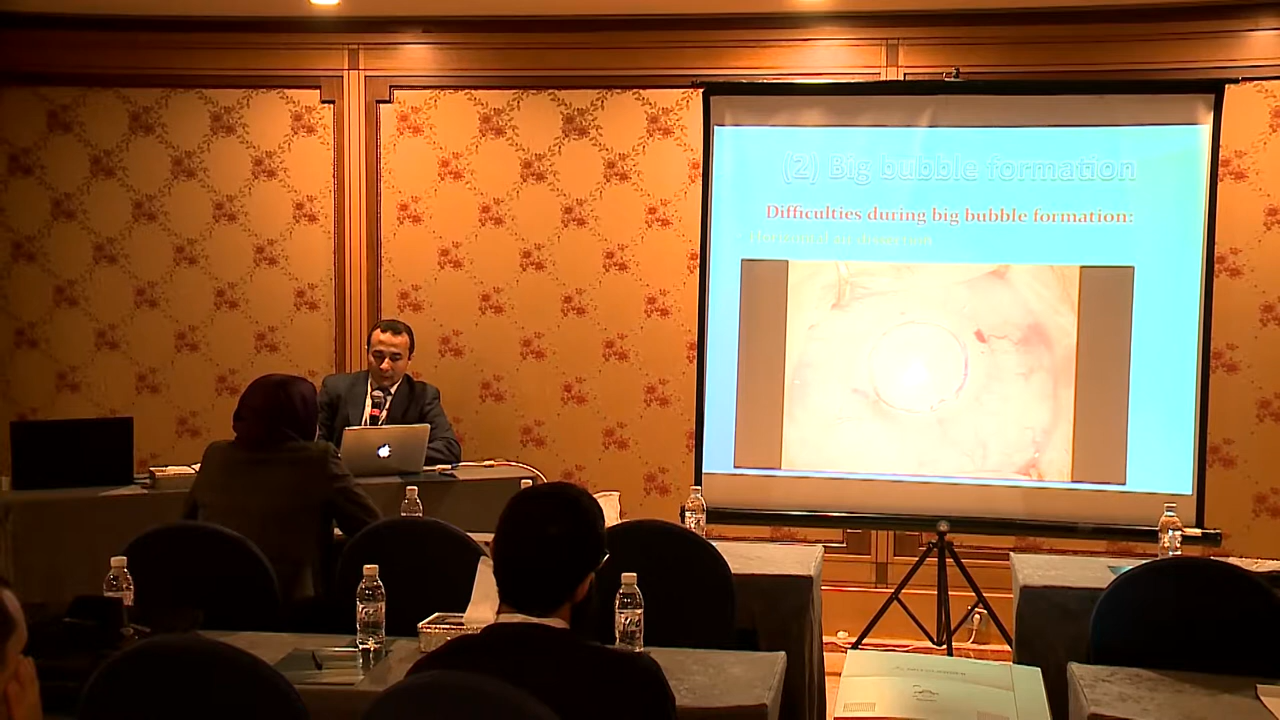 (2) Big bubble formation
Difficulties during big bubble formation:
Horizontal air dissection